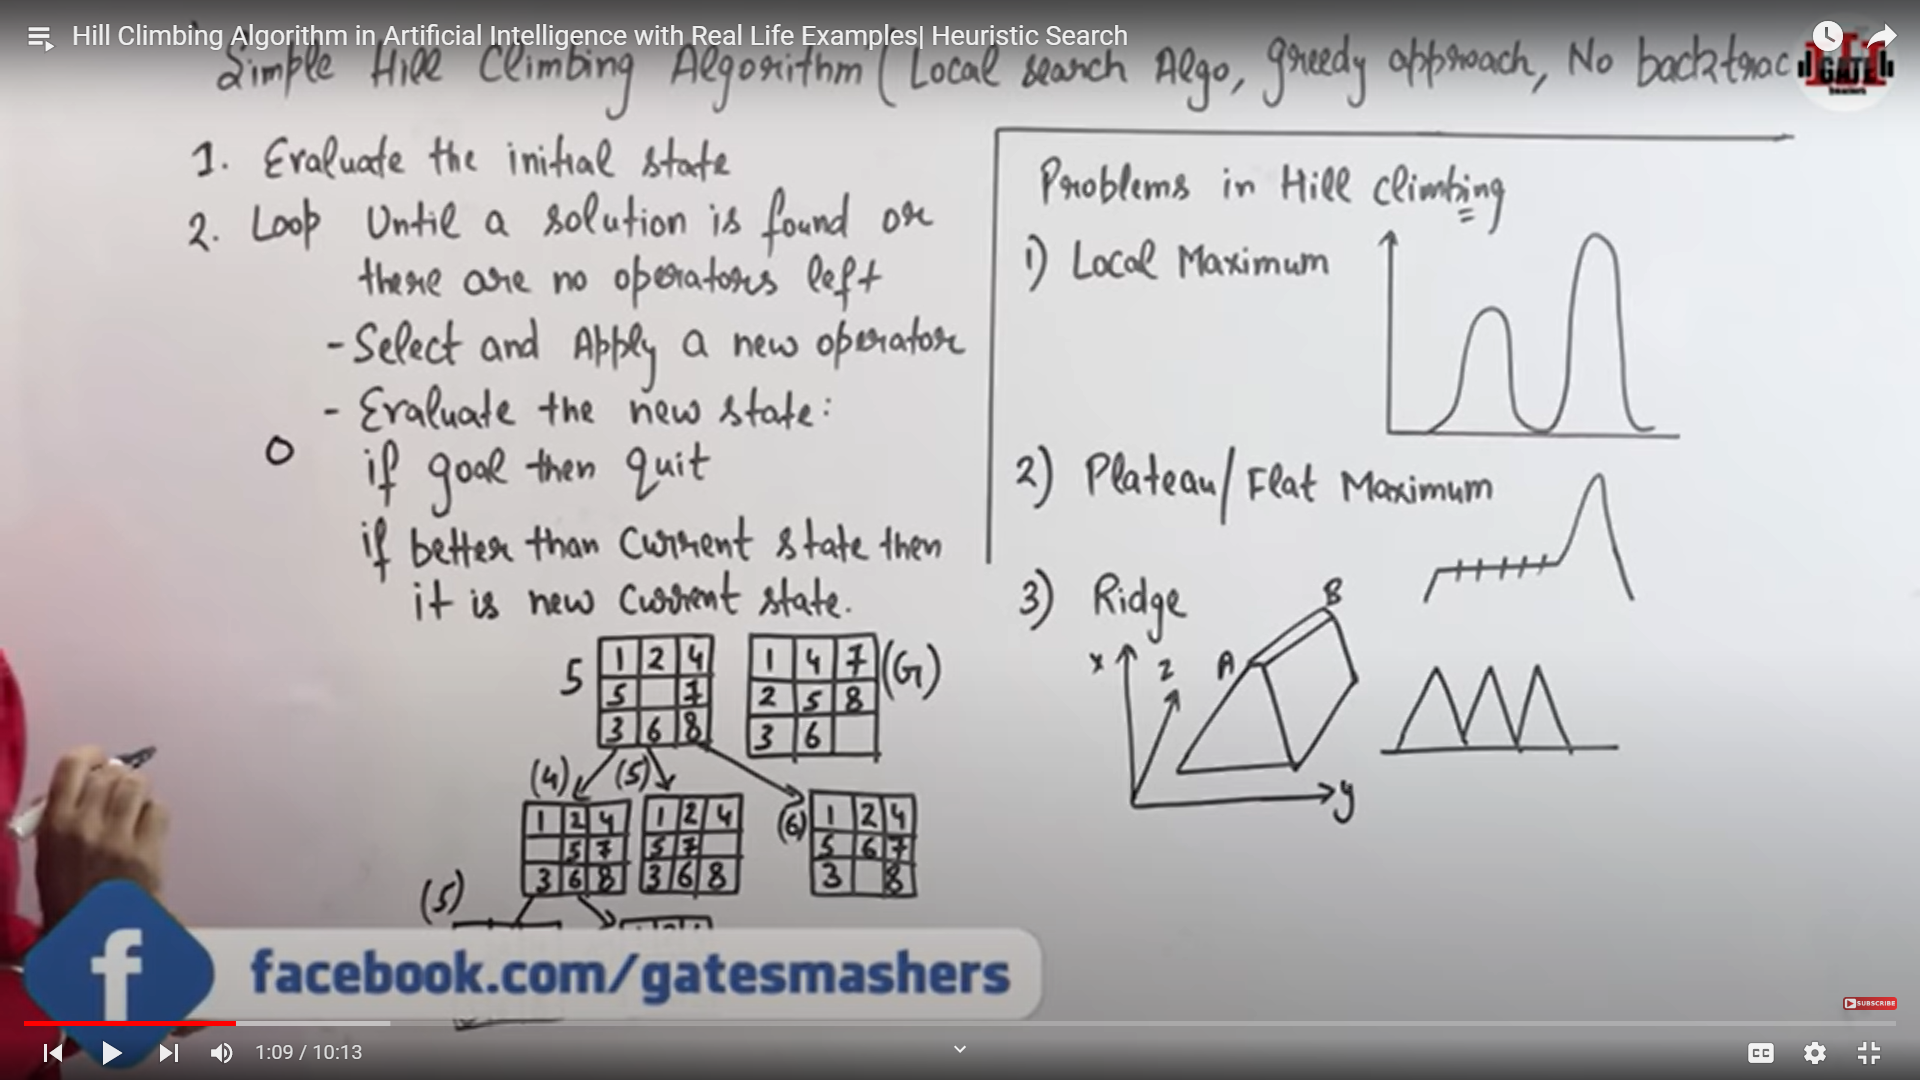 Hill Climbing Algorithm in Artificial Intelligence with Real Life Examples| Heuristic Search
Simple Hill Climbing Algorithm (Local search Algo, greedy approach, No backtrac
GATE
1. Evaluate the initial state
2. Loop Until a solution is found or
there are no operators left
- Select and Apply a new operator
- Evaluate the new state:
if goal then quit
if better than current state then
it is new current state.
5
1 2 4
5 7
3 6 8
1 4 7
2 5 8
3 6
(G)
(4) (5) (6)
1 2 4
5 7
3 6 8
1 2 4
5 7
3 6 8
1 2 4
5 6 7
3 8
(5)
Problems in Hill climbing
1) Local Maximum
2) Plateau/Flat Maximum
3) Ridge
x
z
y
A
B
f
facebook.com/gatesmashers
SUBSCRIBE
1:09 / 10:13
CC